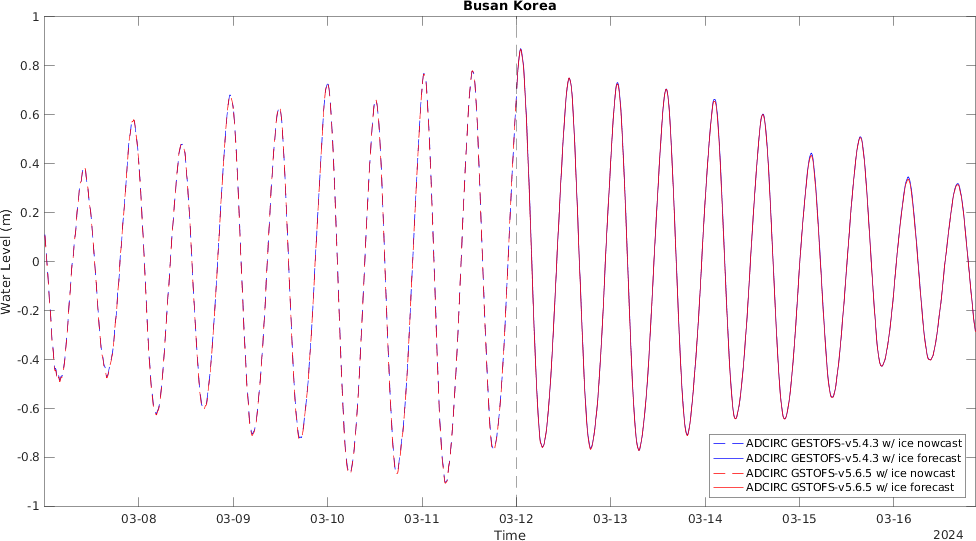 Busan Korea
Water Level (m)
1
0.8
0.6
0.4
0.2
0
-0.2
-0.4
-0.6
-0.8
-1
ADCIRC GESTOFS-v5.4.3 w/ ice nowcast
ADCIRC GESTOFS-v5.4.3 w/ ice forecast
ADCIRC GSTOFS-v5.6.5 w/ ice nowcast
ADCIRC GSTOFS-v5.6.5 w/ ice forecast
03-08 03-09 03-10 03-11 03-12 03-13 03-14 03-15 03-16
Time
2024